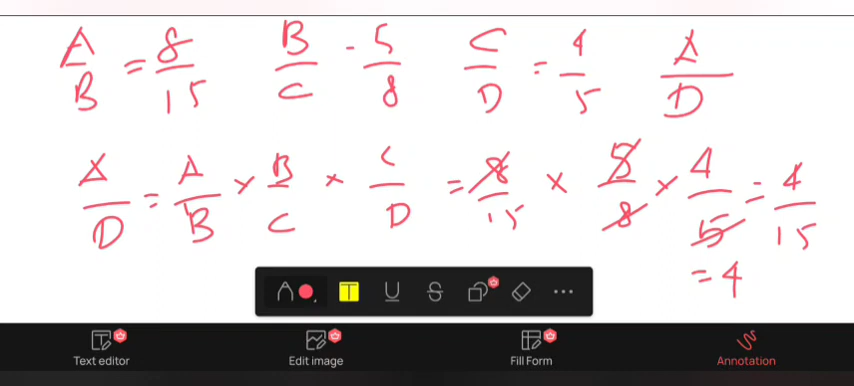 A/B = 8/15 B/C - 5/8 C/D = 4/5 A/D
A/D = A/B × B/C × C/D = 8/15 × 5/8 × 4/5 = 4/15
= 4
T U S
Text editor Edit image Fill Form Annotation